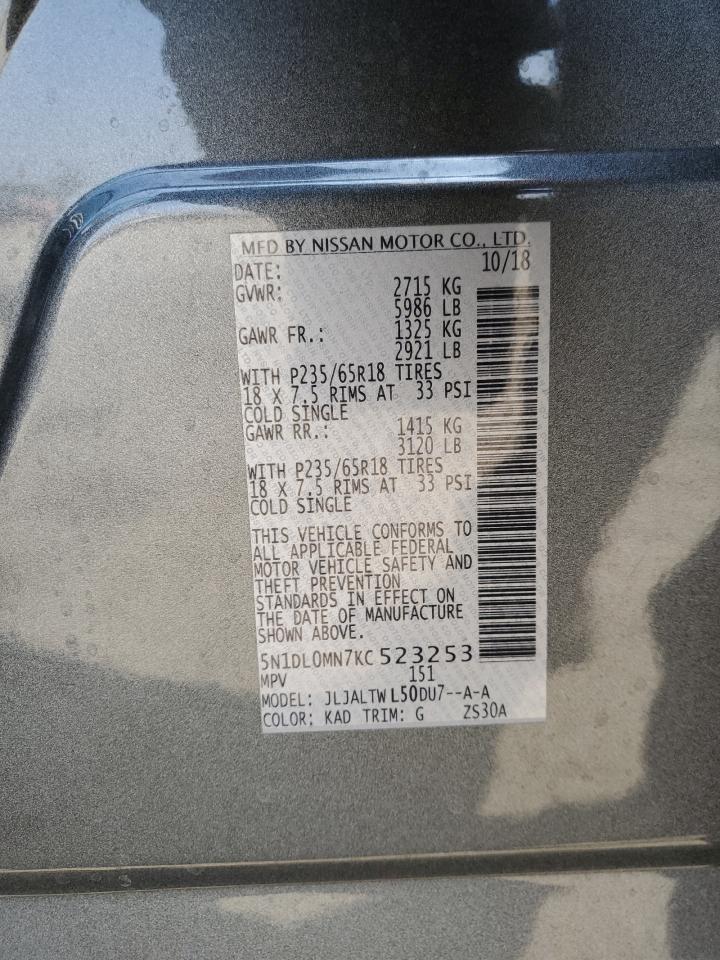 MFD BY NISSAN MOTOR CO., LTD.
DATE: 10/18
GVWR: 2715 KG
5986 LB
GAWR FR.: 1325 KG
2921 LB
WITH P235/65R18 TIRES
18 X 7.5 RIMS AT 33 PSI
COLD SINGLE
GAWR RR.: 1415 KG
3120 LB
WITH P235/65R18 TIRES
18 X 7.5 RIMS AT 33 PSI
COLD SINGLE
THIS VEHICLE CONFORMS TO
ALL APPLICABLE FEDERAL
MOTOR VEHICLE SAFETY AND
THEFT PREVENTION
STANDARDS IN EFFECT ON
THE DATE OF MANUFACTURE
SHOWN ABOVE.
5N1DL0MN7KC 523253
MPV 151
MODEL: JLJALTW L50DU7--A-A
COLOR: KAD TRIM: G ZS30A